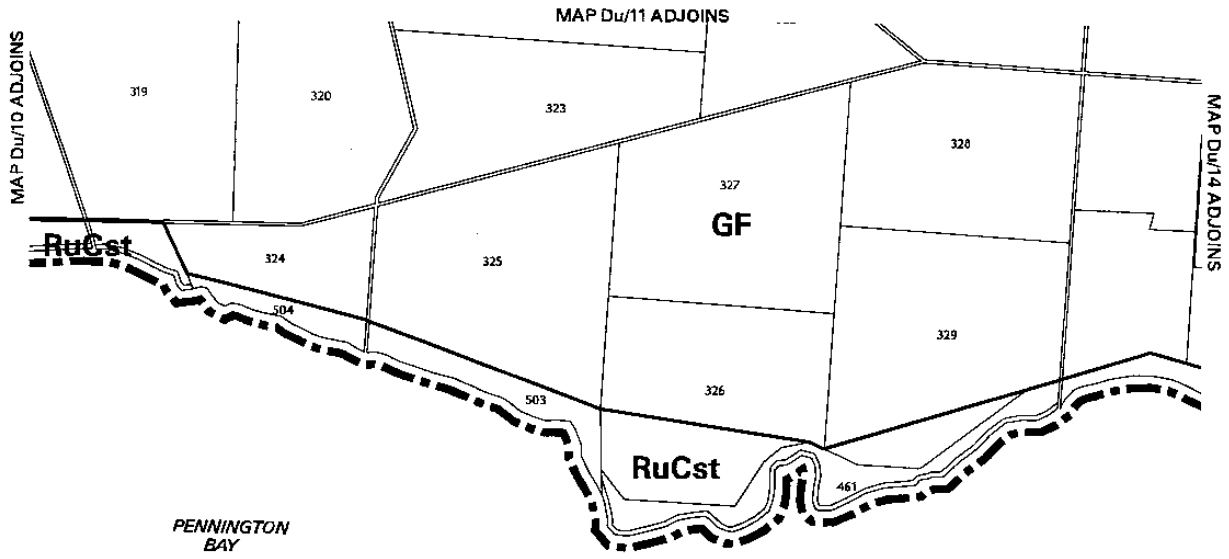 MAP Du/11 ADJOINS
MAP Du/10 ADJOINS
MAP Du/14 ADJOINS
319
320
323
328
327
GF
RuCst
324
325
504
329
326
503
RuCst
461
PENNINGTON
BAY